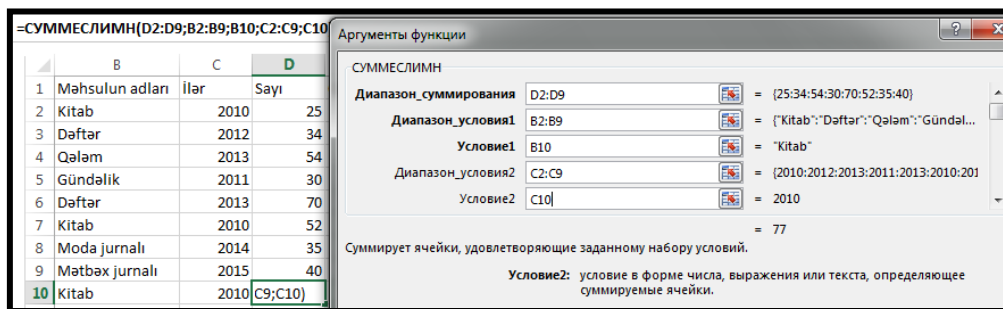 =СУММЕСЛИМН(D2:D9;B2:B9;B10;C2:C9;C10
B C D
1 Məhsulun adları İlər Sayı
2 Kitab 2010 25
3 Dəftər 2012 34
4 Qələm 2013 54
5 Gündəlik 2011 30
6 Dəftər 2013 70
7 Kitab 2010 52
8 Moda jurnalı 2014 35
9 Mətbəx jurnalı 2015 40
10 Kitab 2010 C9;C10)
Аргументы функции
? X
СУММЕСЛИМН
Диапазон_суммирования D2:D9 = {25:34:54:30:70:52:35:40}
Диапазон_условия1 B2:B9 = {"Kitab":"Dəftər":"Qələm":"Gündəl...
Условие1 B10 = "Kitab"
Диапазон_условия2 C2:C9 = {2010:2012:2013:2011:2013:2010:201
Условие2 C10 = 2010
= 77
Суммирует ячейки, удовлетворяющие заданному набору условий.
Условие2: условие в форме числа, выражения или текста, определяющее
суммируемые ячейки.